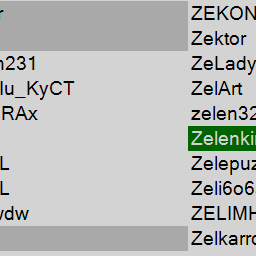 r ZEKON
Zektor
n231 ZeLady
lu_KyCT ZelArt
RAx zelen32
Zelenki
L Zelepuz
L Zeli6o6
wdw ZELIMH
Zelkarro